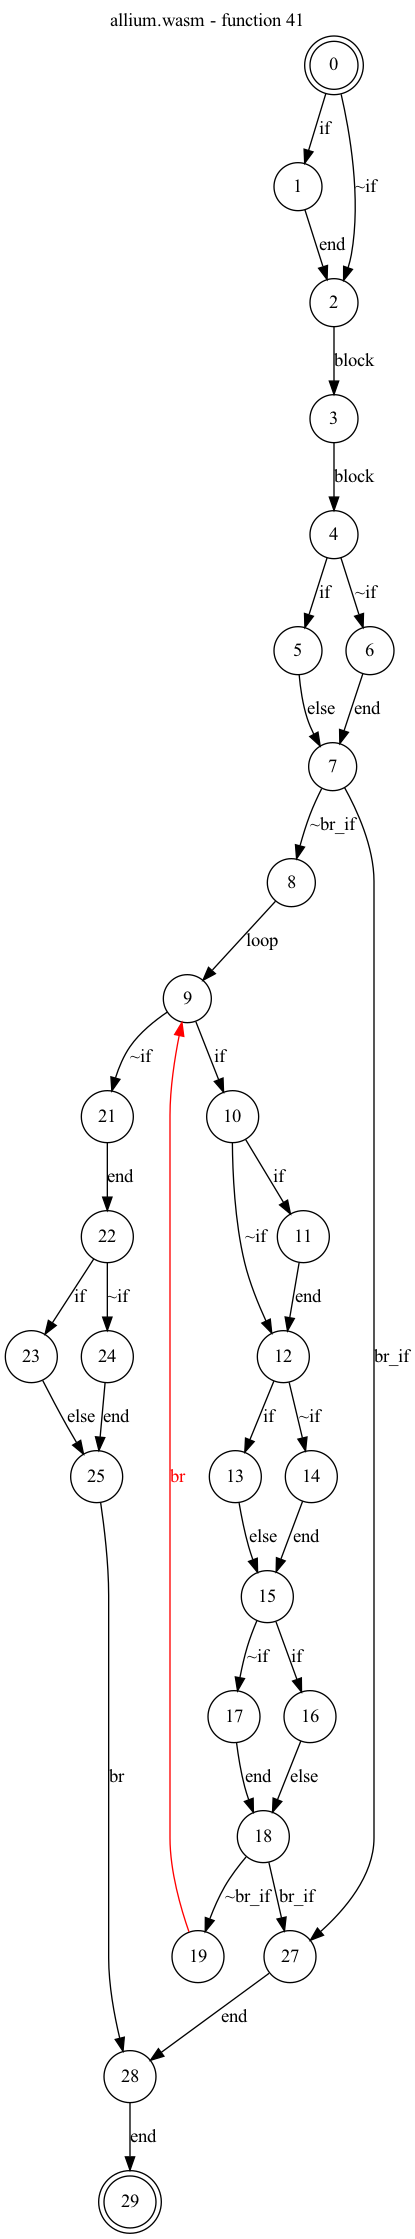 allium.wasm - function 41
0
if
1
~if
end
2
block
3
block
4
if
~if
5
6
else
end
7
~br_if
8
loop
9
~if
if
21
10
end
if
22
~if
11
if
~if
end
23
24
12
br_if
else
end
if
~if
25
br
13
14
else
end
15
~if
if
17
16
br
end
else
18
~br_if
br_if
19
27
end
28
end
29